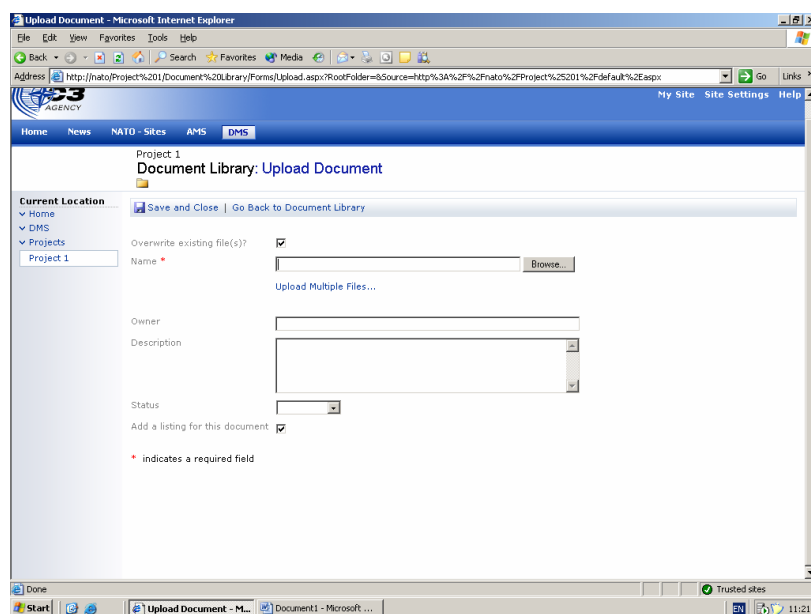 Upload Document - Microsoft Internet Explorer
File Edit View Favorites Tools Help
Back Search Favorites Media
Address http://nato/Project%201/Document%20Library/Forms/Upload.aspx?RootFolder=&Source=http%3A%2F%2Fnato%2FProject%25201%2Fdefault%2Easpx Go Links »
AGENCY
My Site Site Settings Help
Home News NATO - Sites AMS DMS
Project 1
Document Library: Upload Document
Current Location
Home
DMS
Projects
Project 1
Save and Close | Go Back to Document Library
Overwrite existing file(s)?
Name *
Browse...
Upload Multiple Files...
Owner
Description
Status
Add a listing for this document
* indicates a required field
Done
Trusted sites
Start Upload Document - M... Document1 - Microsoft ... EN 11:21